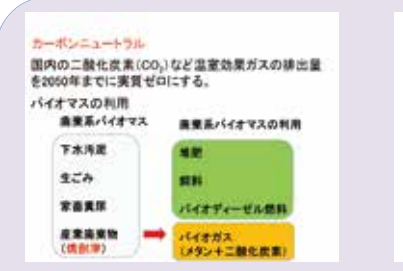 カーボンニュートラル
国内の二酸化炭素(CO₂)など温室効果ガスの排出量
を2050年までに実質ゼロにする。
バイオマスの利用
廃棄系バイオマス
廃棄系バイオマスの利用
下水汚泥
生ごみ
家畜糞尿
産業廃棄物
(焼酎滓)
堆肥
飼料
バイオディーゼル燃料
バイオガス
(メタン+二酸化炭素)